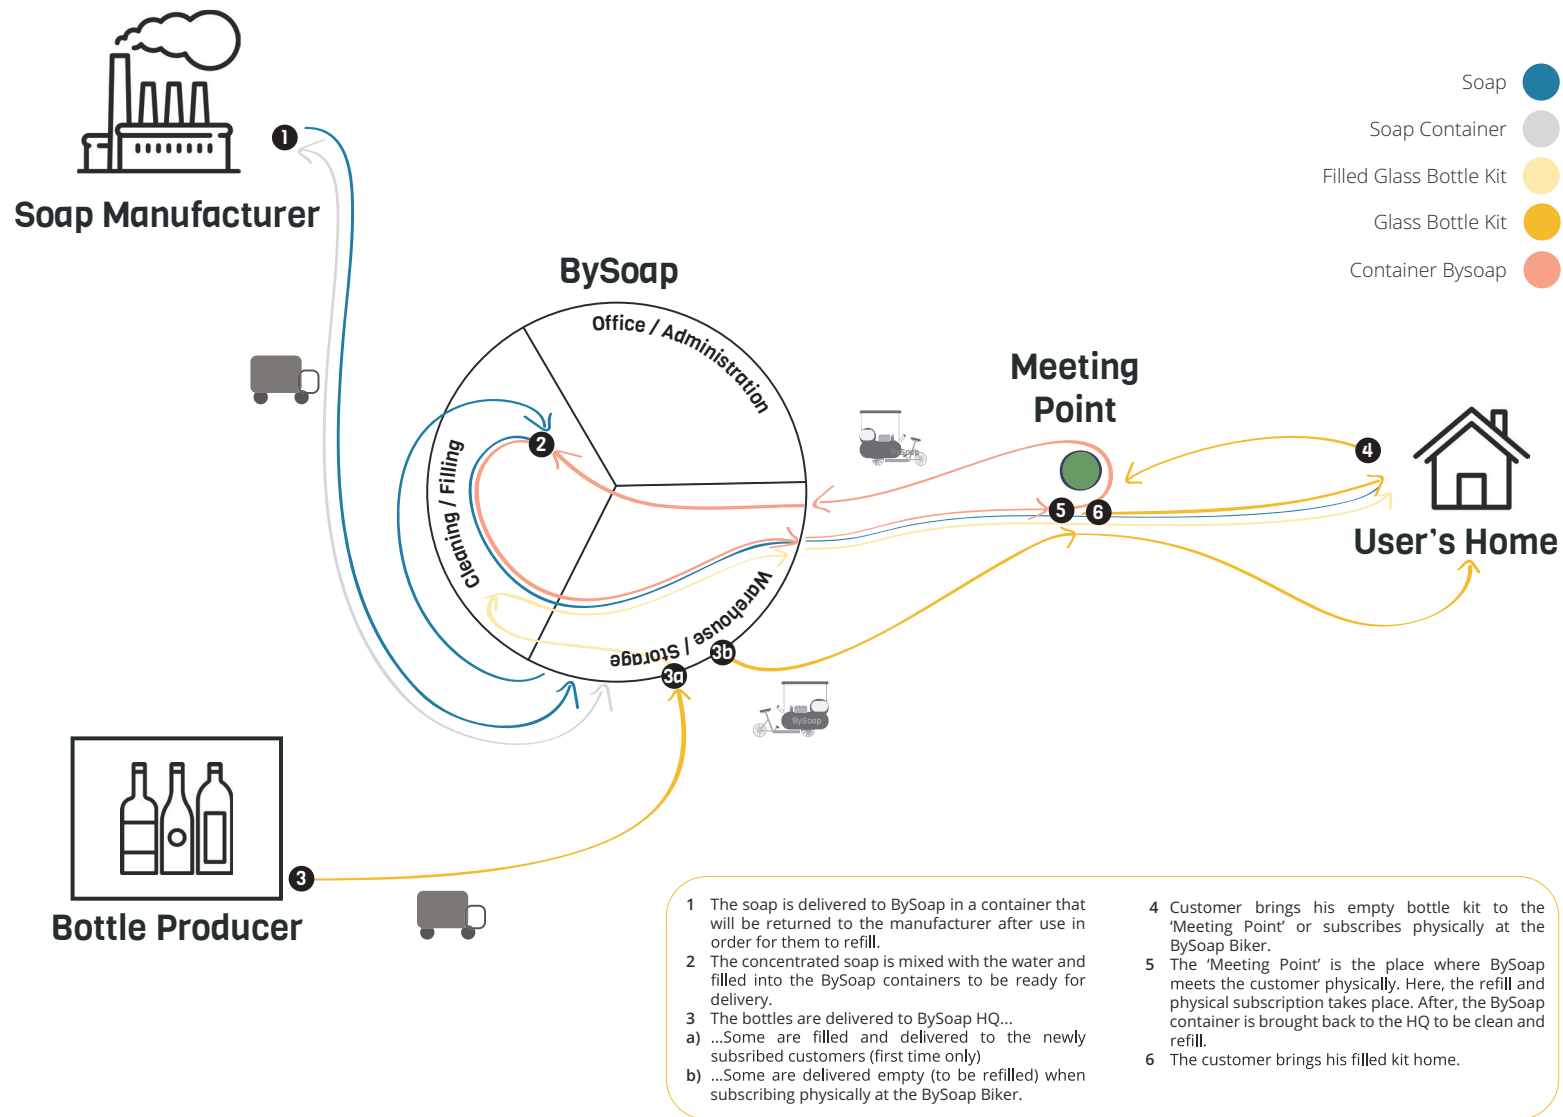 Soap
Soap Container
Filled Glass Bottle Kit
Glass Bottle Kit
Container Bysoap
1
Soap Manufacturer
BySoap
Office / Administration
Cleaning / Filling
Warehouse / Storage
2
3a
3b
BySoap
BySoap
Meeting
Point
5
6
4
User's Home
3
Bottle Producer
1 The soap is delivered to BySoap in a container that
will be returned to the manufacturer after use in
order for them to refill.
2 The concentrated soap is mixed with the water and
filled into the BySoap containers to be ready for
delivery.
3 The bottles are delivered to BySoap HQ...
a) ...Some are filled and delivered to the newly
subsribed customers (first time only)
b) ...Some are delivered empty (to be refilled) when
subscribing physically at the BySoap Biker.
4 Customer brings his empty bottle kit to the
‘Meeting Point’ or subscribes physically at the
BySoap Biker.
5 The ‘Meeting Point’ is the place where BySoap
meets the customer physically. Here, the refill and
physical subscription takes place. After, the BySoap
container is brought back to the HQ to be clean and
refill.
6 The customer brings his filled kit home.